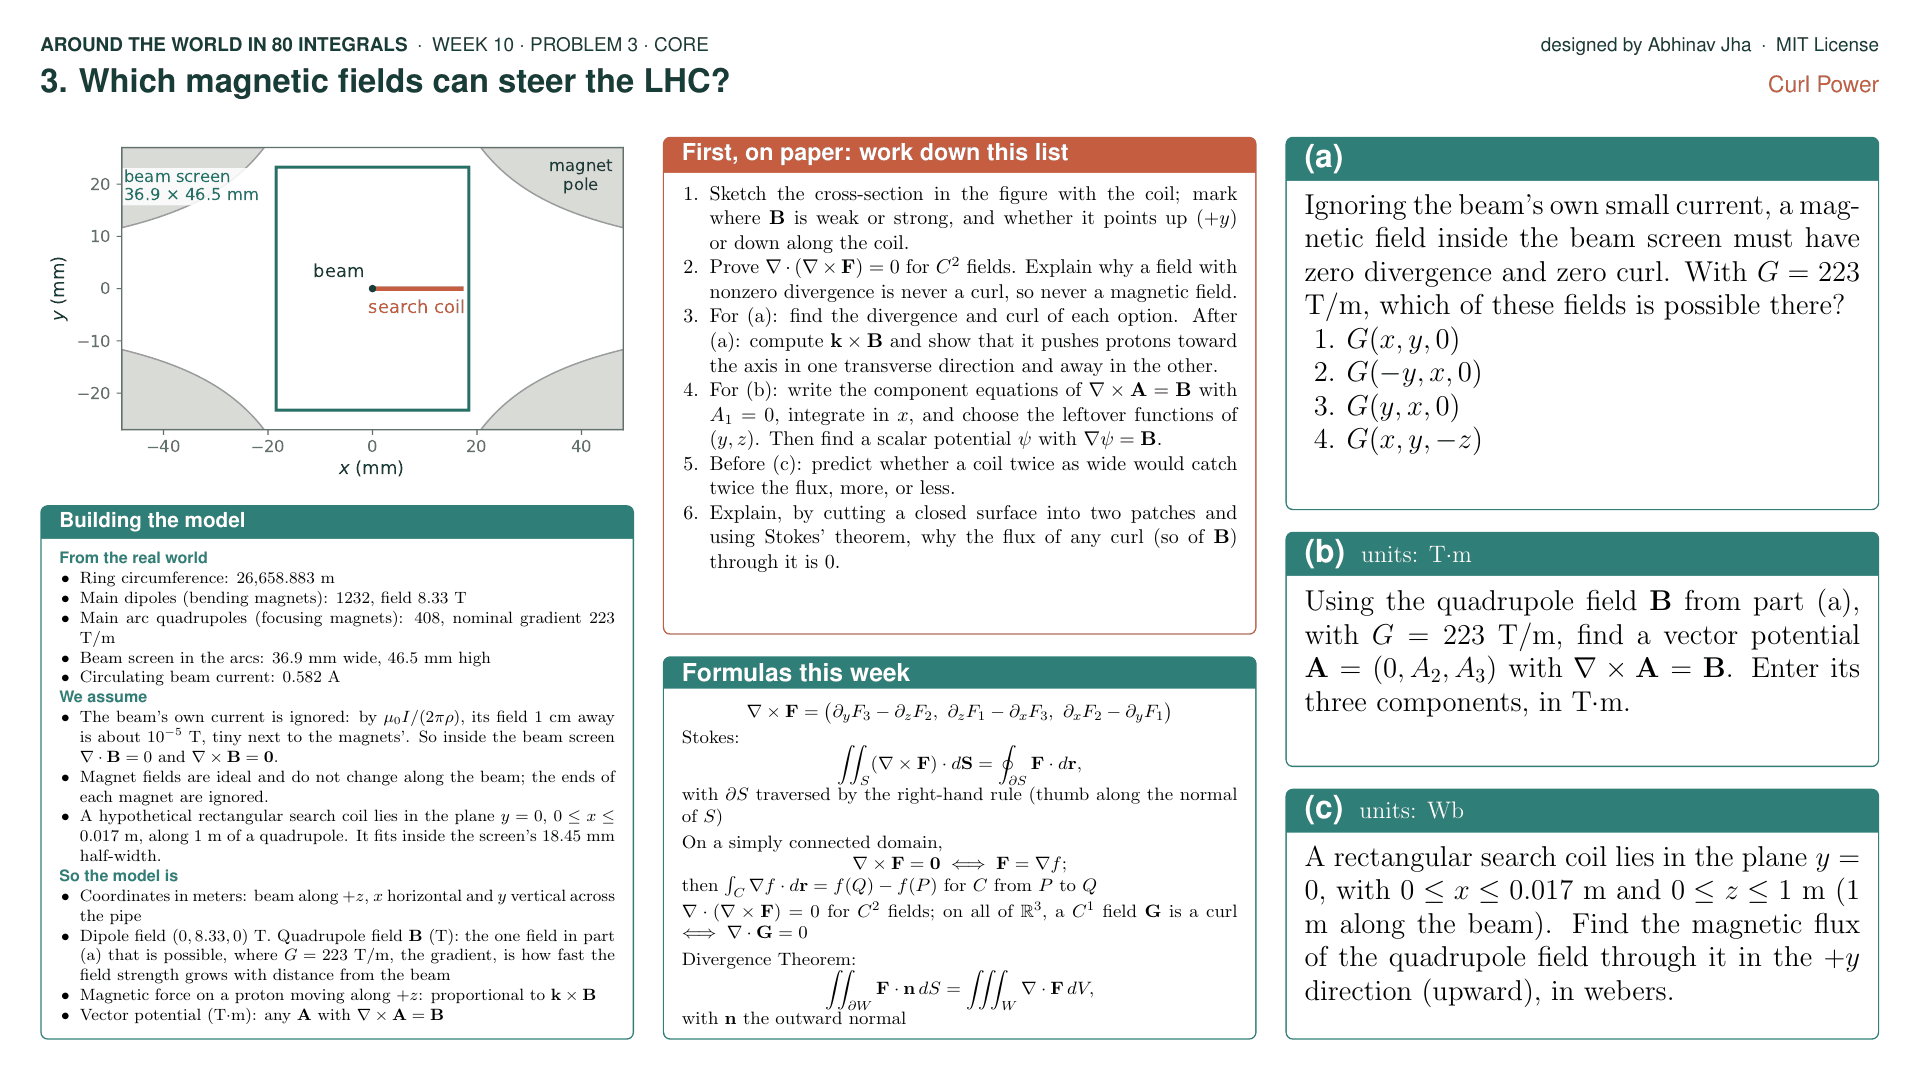 AROUND THE WORLD IN 80 INTEGRALS · WEEK 10 · PROBLEM 3 · CORE
designed by Abhinav Jha · MIT License
3. Which magnetic fields can steer the LHC?
Curl Power
beam screen
36.9 × 46.5 mm
magnet
pole
beam
search coil
20
10
0
−10
−20
y (mm)
−40
−20
0
20
40
x (mm)
Building the model
From the real world
• Ring circumference: 26,658.883 m
• Main dipoles (bending magnets): 1232, field 8.33 T
• Main arc quadrupoles (focusing magnets): 408, nominal gradient 223
T/m
• Beam screen in the arcs: 36.9 mm wide, 46.5 mm high
• Circulating beam current: 0.582 A
We assume
• The beam's own current is ignored: by μ₀I/(2πρ), its field 1 cm away
is about 10⁻⁵ T, tiny next to the magnets'. So inside the beam screen
∇ · B = 0 and ∇ × B = 0.
• Magnet fields are ideal and do not change along the beam; the ends of
each magnet are ignored.
• A hypothetical rectangular search coil lies in the plane y = 0, 0 ≤ x ≤
0.017 m, along 1 m of a quadrupole. It fits inside the screen's 18.45 mm
half-width.
So the model is
• Coordinates in meters: beam along +z, x horizontal and y vertical across
the pipe
• Dipole field (0, 8.33, 0) T. Quadrupole field B (T): the one field in part
(a) that is possible, where G = 223 T/m, the gradient, is how fast the
field strength grows with distance from the beam
• Magnetic force on a proton moving along +z: proportional to k × B
• Vector potential (T·m): any A with ∇ × A = B
First, on paper: work down this list
1. Sketch the cross-section in the figure with the coil; mark
where B is weak or strong, and whether it points up (+y)
or down along the coil.
2. Prove ∇ · (∇ × F) = 0 for C² fields. Explain why a field with
nonzero divergence is never a curl, so never a magnetic field.
3. For (a): find the divergence and curl of each option. After
(a): compute k × B and show that it pushes protons toward
the axis in one transverse direction and away in the other.
4. For (b): write the component equations of ∇ × A = B with
A₁ = 0, integrate in x, and choose the leftover functions of
(y, z). Then find a scalar potential ψ with ∇ψ = B.
5. Before (c): predict whether a coil twice as wide would catch
twice the flux, more, or less.
6. Explain, by cutting a closed surface into two patches and
using Stokes' theorem, why the flux of any curl (so of B)
through it is 0.
Formulas this week
∇ × F = (∂yF₃ − ∂zF₂, ∂zF₁ − ∂xF₃, ∂xF₂ − ∂yF₁)
Stokes:
∬_S (∇ × F) · dS = ∮_∂S F · dr,
with ∂S traversed by the right-hand rule (thumb along the normal
of S)
On a simply connected domain,
∇ × F = 0 ⟺ F = ∇f;
then ∫_C ∇f · dr = f(Q) − f(P) for C from P to Q
∇ · (∇ × F) = 0 for C² fields; on all of ℝ³, a C¹ field G is a curl
⟺ ∇ · G = 0
Divergence Theorem:
∬_∂W F · n dS = ∭_W ∇ · F dV,
with n the outward normal
(a)
Ignoring the beam's own small current, a mag-
netic field inside the beam screen must have
zero divergence and zero curl. With G = 223
T/m, which of these fields is possible there?
1. G(x, y, 0)
2. G(−y, x, 0)
3. G(y, x, 0)
4. G(x, y, −z)
(b) units: T·m
Using the quadrupole field B from part (a),
with G = 223 T/m, find a vector potential
A = (0, A₂, A₃) with ∇ × A = B. Enter its
three components, in T·m.
(c) units: Wb
A rectangular search coil lies in the plane y =
0, with 0 ≤ x ≤ 0.017 m and 0 ≤ z ≤ 1 m (1
m along the beam). Find the magnetic flux
of the quadrupole field through it in the +y
direction (upward), in webers.